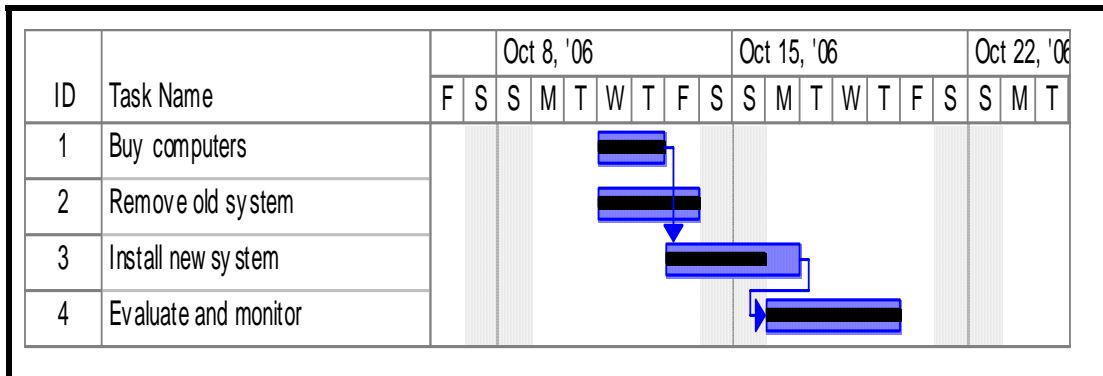 Oct 8, '06 Oct 15, '06 Oct 22, '06
ID Task Name F S S M T W T F S S M T W T F S S M T
1 Buy computers
2 Remove old system
3 Install new system
4 Evaluate and monitor